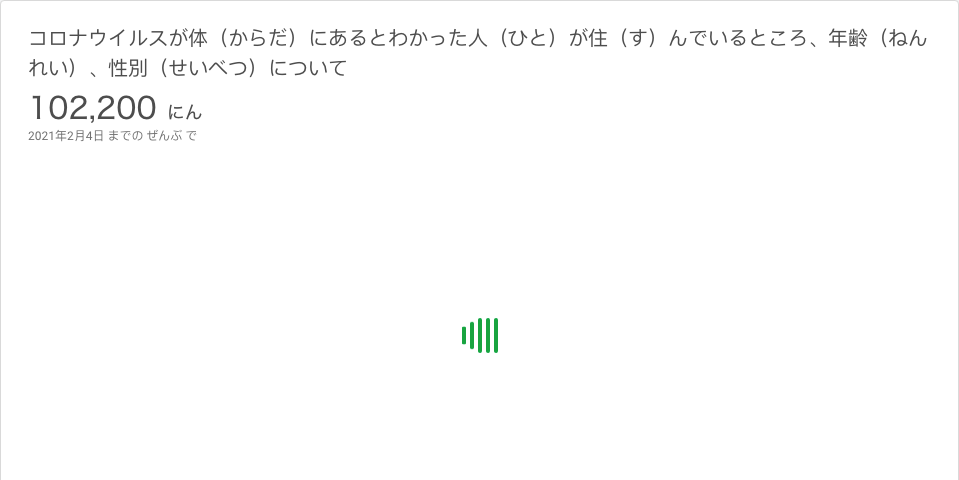 コロナウイルスが体（からだ）にあるとわかった人（ひと）が住（す）んでいるところ、年齢（ねん
れい）、性別（せいべつ）について
102,200 にん
2021年2月4日 までの ぜんぶ で